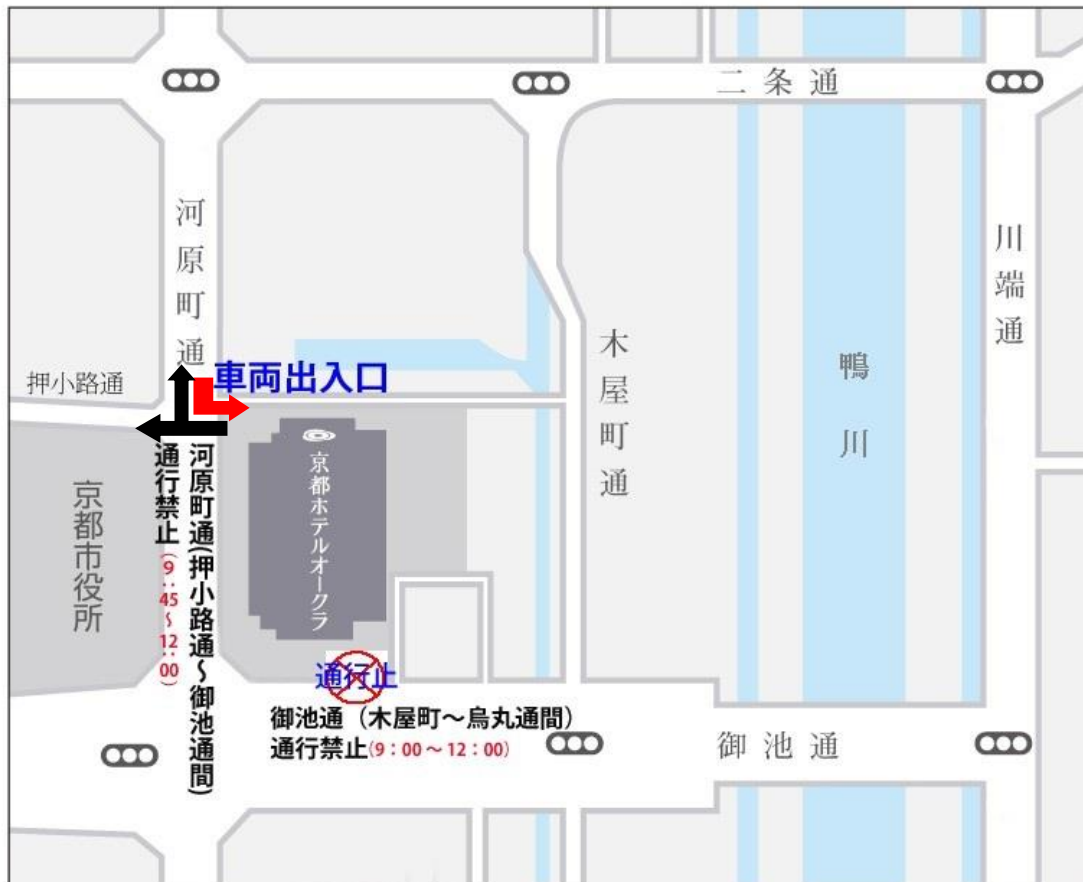 二条通
河原町通
川端通
木屋町通
鴨川
押小路通
車両出入口
京都ホテルオークラ
京都市役所
河原町通(押小路通～御池通間)
通行禁止(9:45～12:00)
通行止
御池通（木屋町～烏丸通間）
通行禁止(9：00～12：00)
御池通